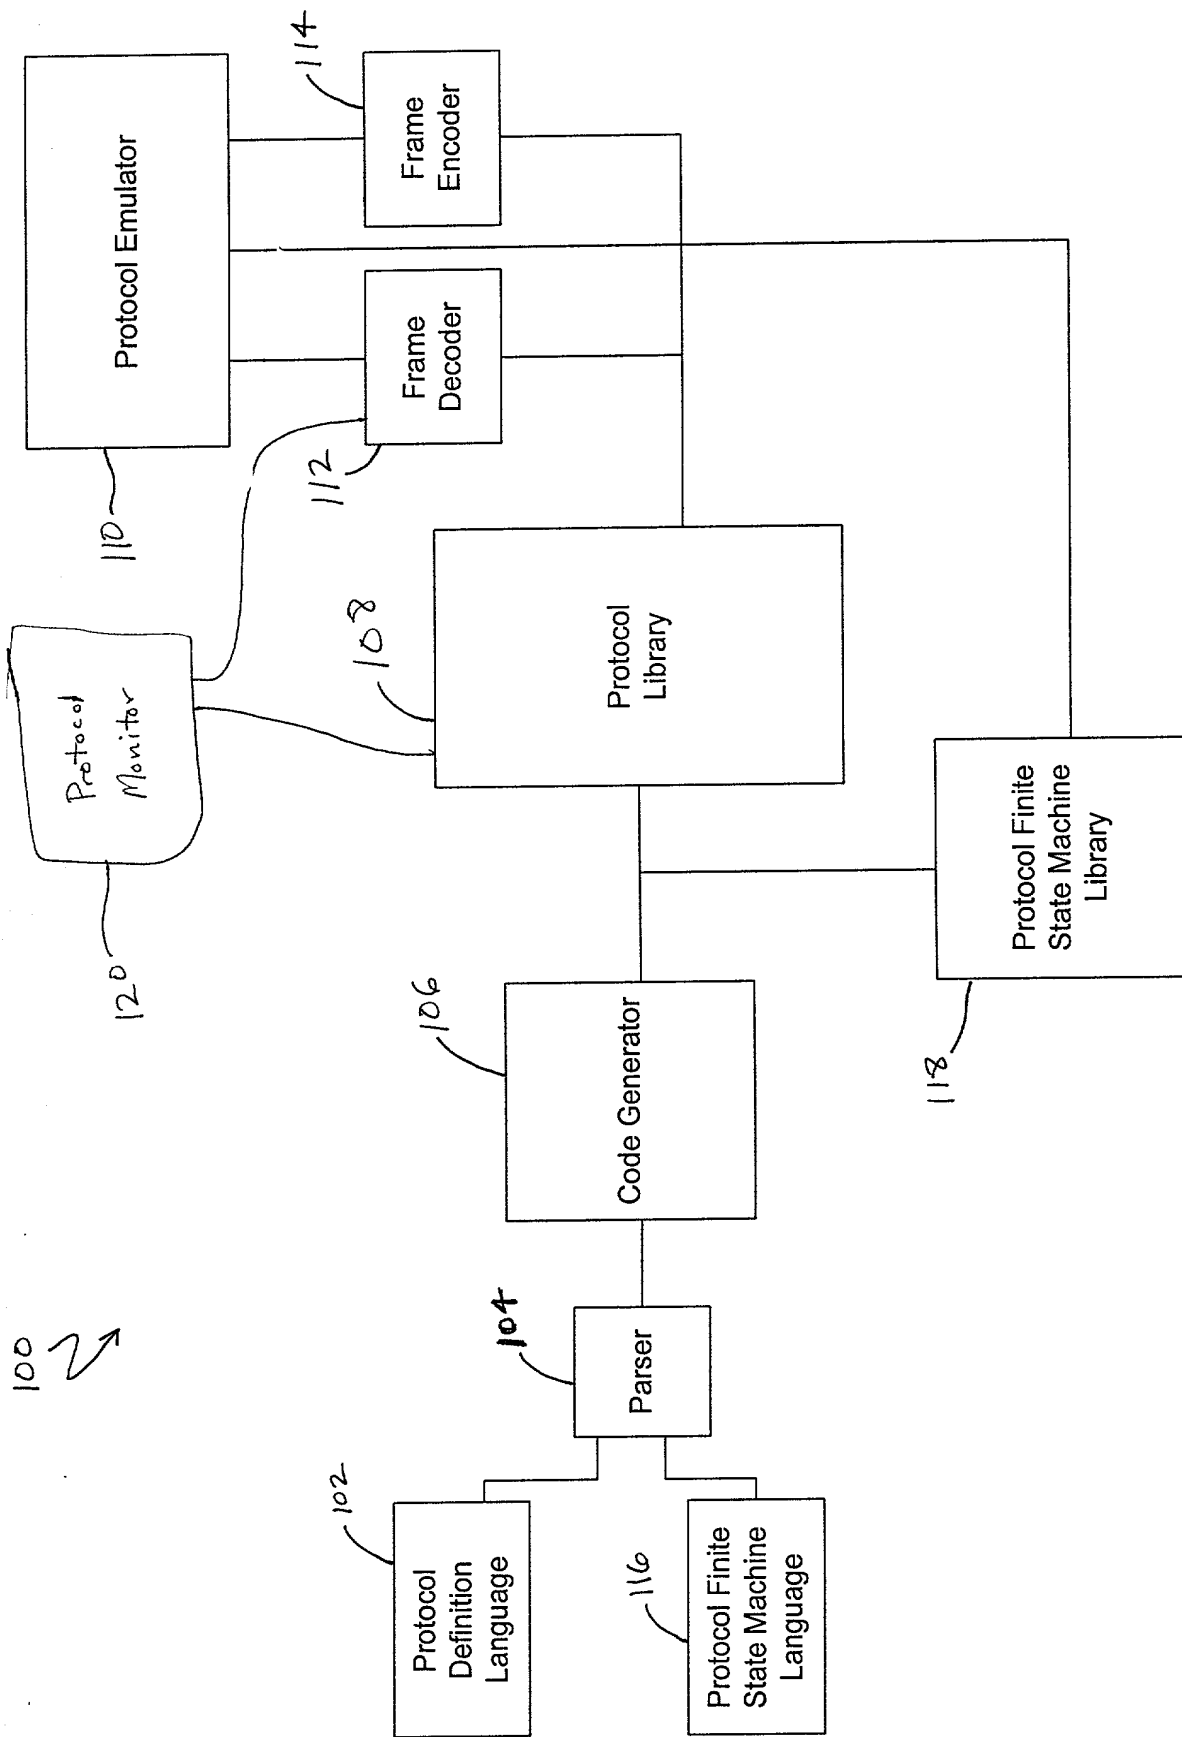 100
102
Protocol
Definition
Language
116
Protocol Finite
State Machine
Language
104
Parser
106
Code Generator
108
Protocol
Library
118
Protocol Finite
State Machine
Library
120
Protocol
Monitor
110
Protocol Emulator
112
Frame
Decoder
114
Frame
Encoder